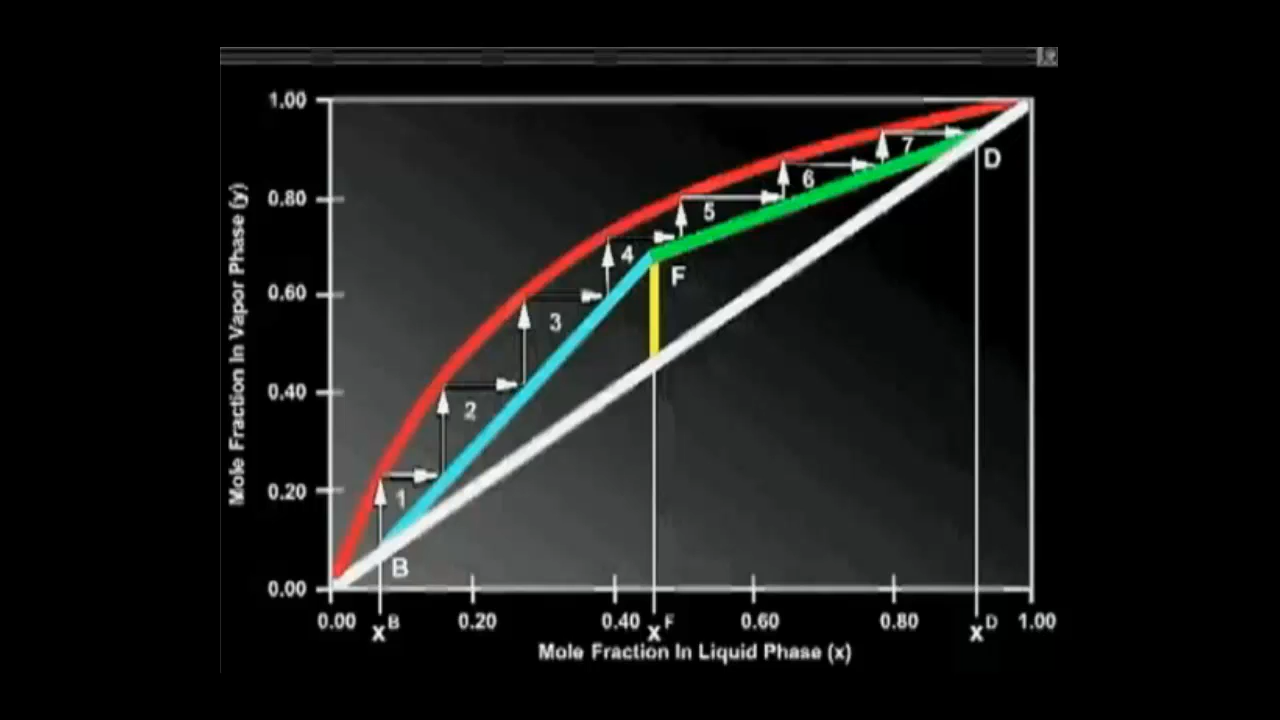 1.00
0.80
0.60
0.40
0.20
0.00
Mole Fraction In Vapor Phase (y)
7
D
6
5
4
F
3
2
1
B
0.00
0.20
0.40
0.60
0.80
1.00
x B
x F
x D
Mole Fraction In Liquid Phase (x)